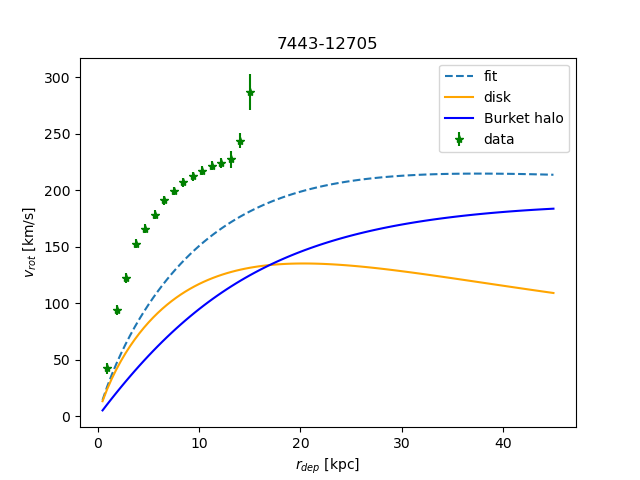 7443-12705
300
250
200
150
100
50
0
v_rot [km/s]
fit
disk
Burket halo
data
0 10 20 30 40
r_dep [kpc]